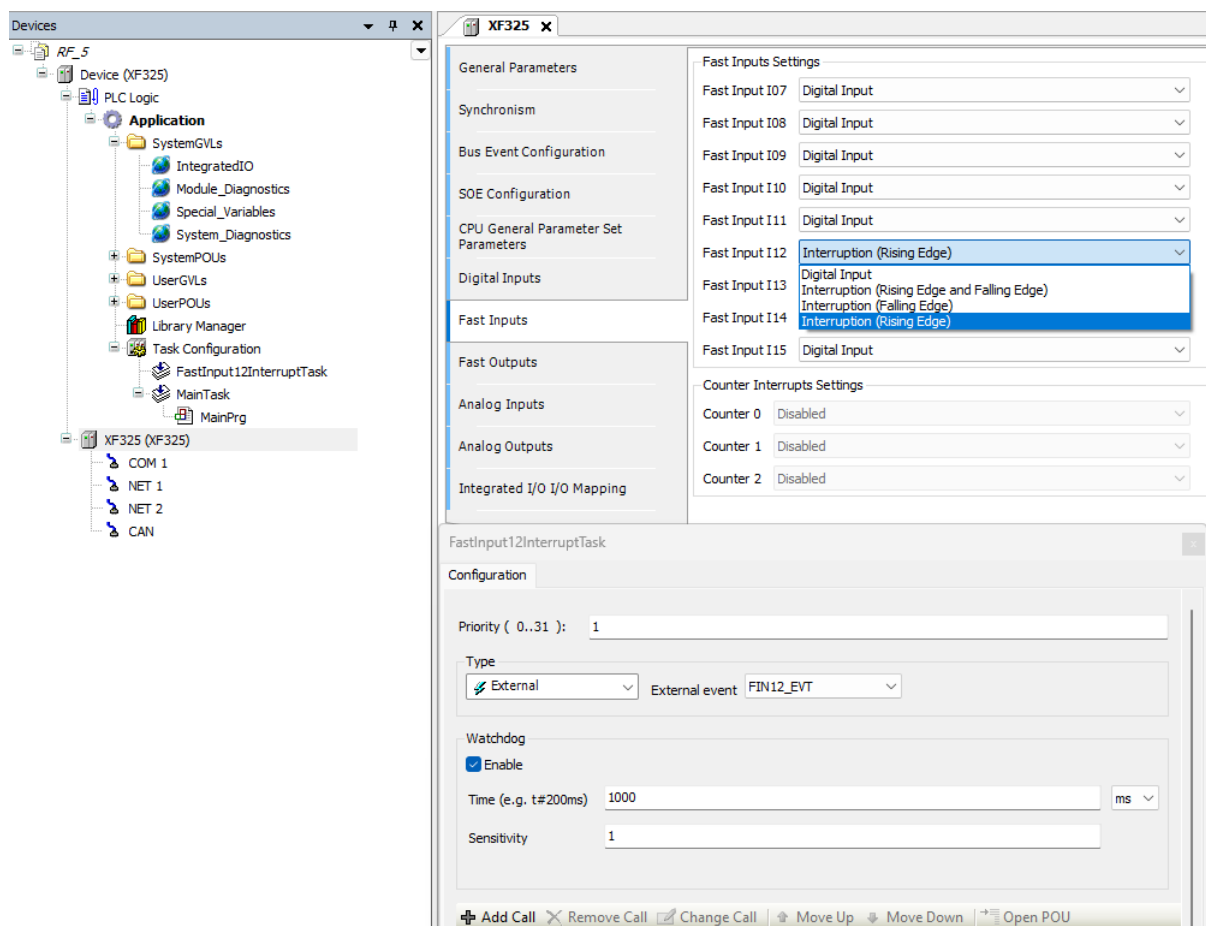 Devices
RF_5
Device (XF325)
PLC Logic
Application
SystemGVLs
IntegratedIO
Module_Diagnostics
Special_Variables
System_Diagnostics
SystemPOUs
UserGVLs
UserPOUs
Library Manager
Task Configuration
FastInput12InterruptTask
MainTask
MainPrg
XF325 (XF325)
COM 1
NET 1
NET 2
CAN
XF325
General Parameters
Synchronism
Bus Event Configuration
SOE Configuration
CPU General Parameter Set
Parameters
Digital Inputs
Fast Inputs
Fast Outputs
Analog Inputs
Analog Outputs
Integrated I/O I/O Mapping
Fast Inputs Settings
Fast Input I07 Digital Input
Fast Input I08 Digital Input
Fast Input I09 Digital Input
Fast Input I10 Digital Input
Fast Input I11 Digital Input
Fast Input I12 Interruption (Rising Edge)
Digital Input
Fast Input I13 Interruption (Rising Edge and Falling Edge)
Interruption (Falling Edge)
Fast Input I14 Interruption (Rising Edge)
Fast Input I15 Digital Input
Counter Interrupts Settings
Counter 0 Disabled
Counter 1 Disabled
Counter 2 Disabled
FastInput12InterruptTask
Configuration
Priority ( 0..31 ): 1
Type
External External event FIN12_EVT
Watchdog
Enable
Time (e.g. t#200ms) 1000 ms
Sensitivity 1
Add Call Remove Call Change Call Move Up Move Down Open POU